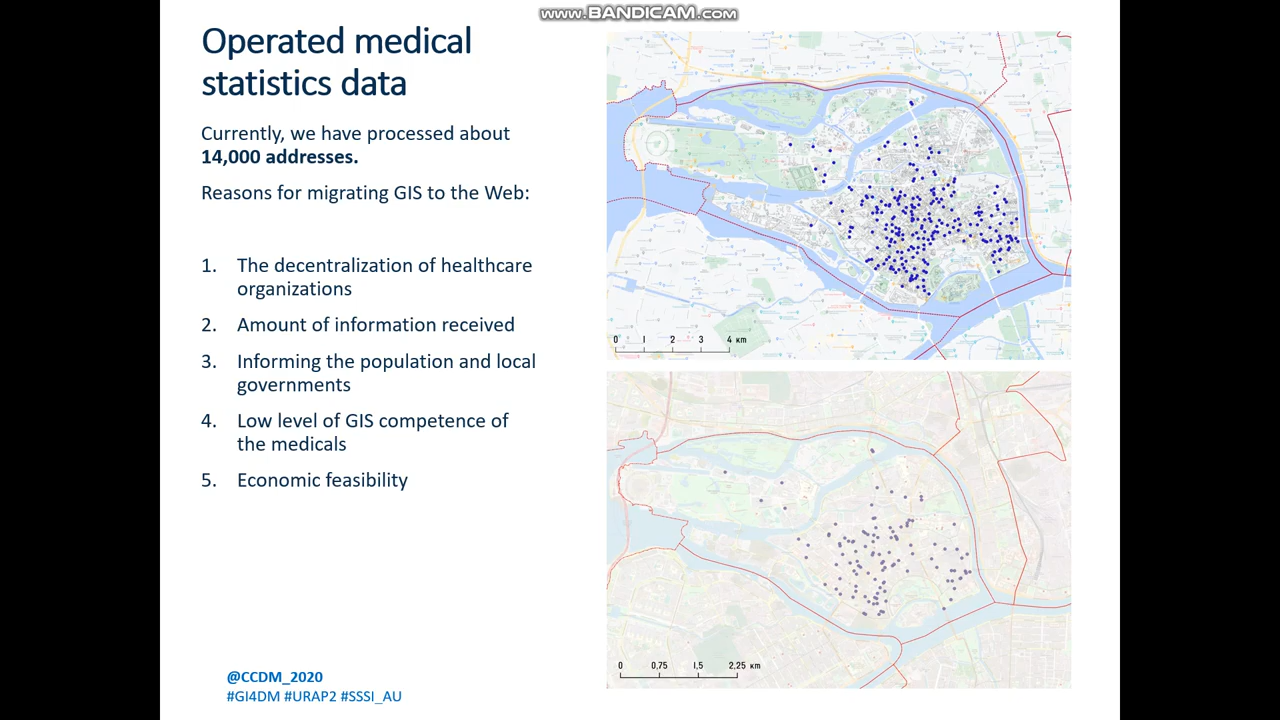 www.BANDICAM.com
Operated medical
statistics data
Currently, we have processed about
14,000 addresses.
Reasons for migrating GIS to the Web:
1. The decentralization of healthcare
organizations
2. Amount of information received
3. Informing the population and local
governments
4. Low level of GIS competence of
the medicals
5. Economic feasibility
@CCDM_2020
#GI4DM #URAP2 #SSSI_AU
0 1 2 3 4 км
0 0,75 1,5 2,25 км